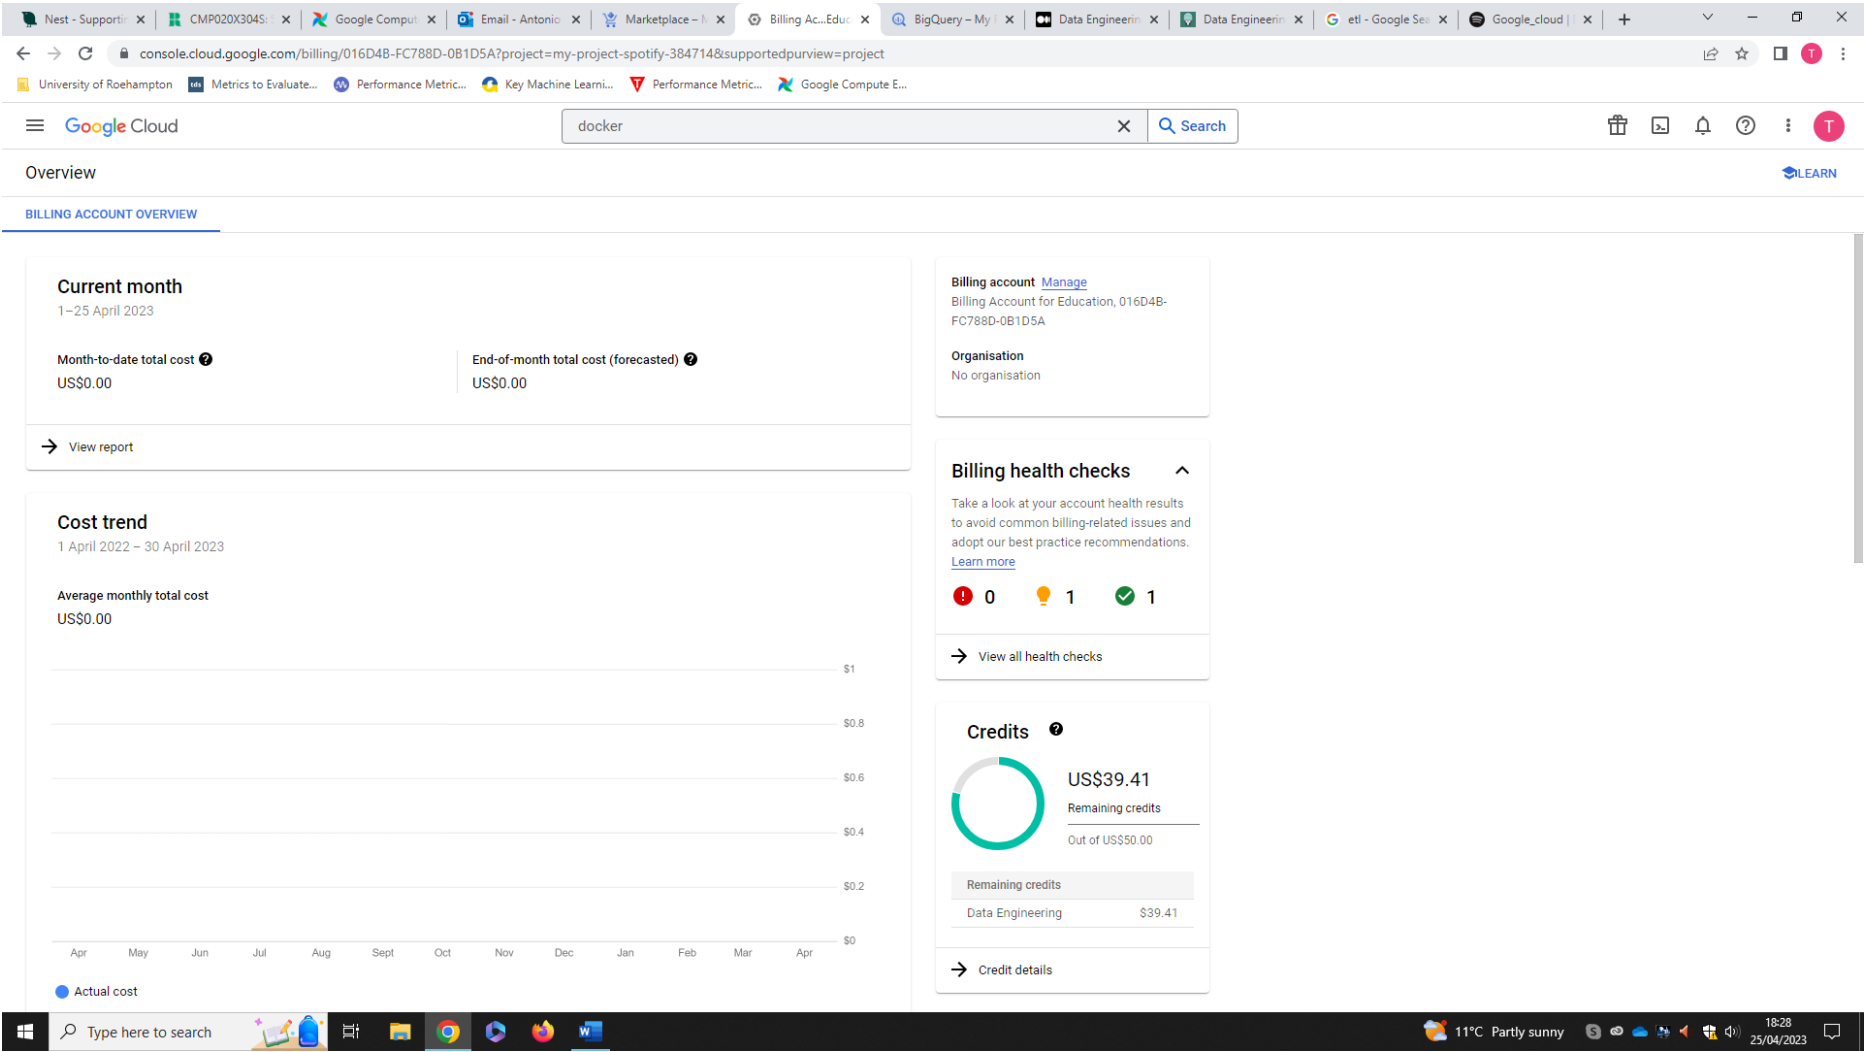 Nest - Supportin
CMP020X304S: S
Google Comput
Email - Antonio
Marketplace – M
Billing Ac...Educ
BigQuery – My P
Data Engineerin
Data Engineerin
etl - Google Sea
Google_cloud |
console.cloud.google.com/billing/016D4B-FC788D-0B1D5A?project=my-project-spotify-384714&supportedpurview=project
T
University of Roehampton
tds
Metrics to Evaluate...
Performance Metric...
Key Machine Learni...
Performance Metric...
Google Compute E...
Google Cloud
docker
Search
T
Overview
LEARN
BILLING ACCOUNT OVERVIEW
Current month
1–25 April 2023
Month-to-date total cost
US$0.00
End-of-month total cost (forecasted)
US$0.00
View report
Cost trend
1 April 2022 – 30 April 2023
Average monthly total cost
US$0.00
$1
$0.8
$0.6
$0.4
$0.2
$0
Apr May Jun Jul Aug Sept Oct Nov Dec Jan Feb Mar Apr
Actual cost
Billing account Manage
Billing Account for Education, 016D4B-
FC788D-0B1D5A
Organisation
No organisation
Billing health checks
Take a look at your account health results
to avoid common billing-related issues and
adopt our best practice recommendations.
Learn more
0 1 1
View all health checks
Credits
US$39.41
Remaining credits
Out of US$50.00
Remaining credits
Data Engineering $39.41
Credit details
Type here to search
11°C Partly sunny
18:28
25/04/2023